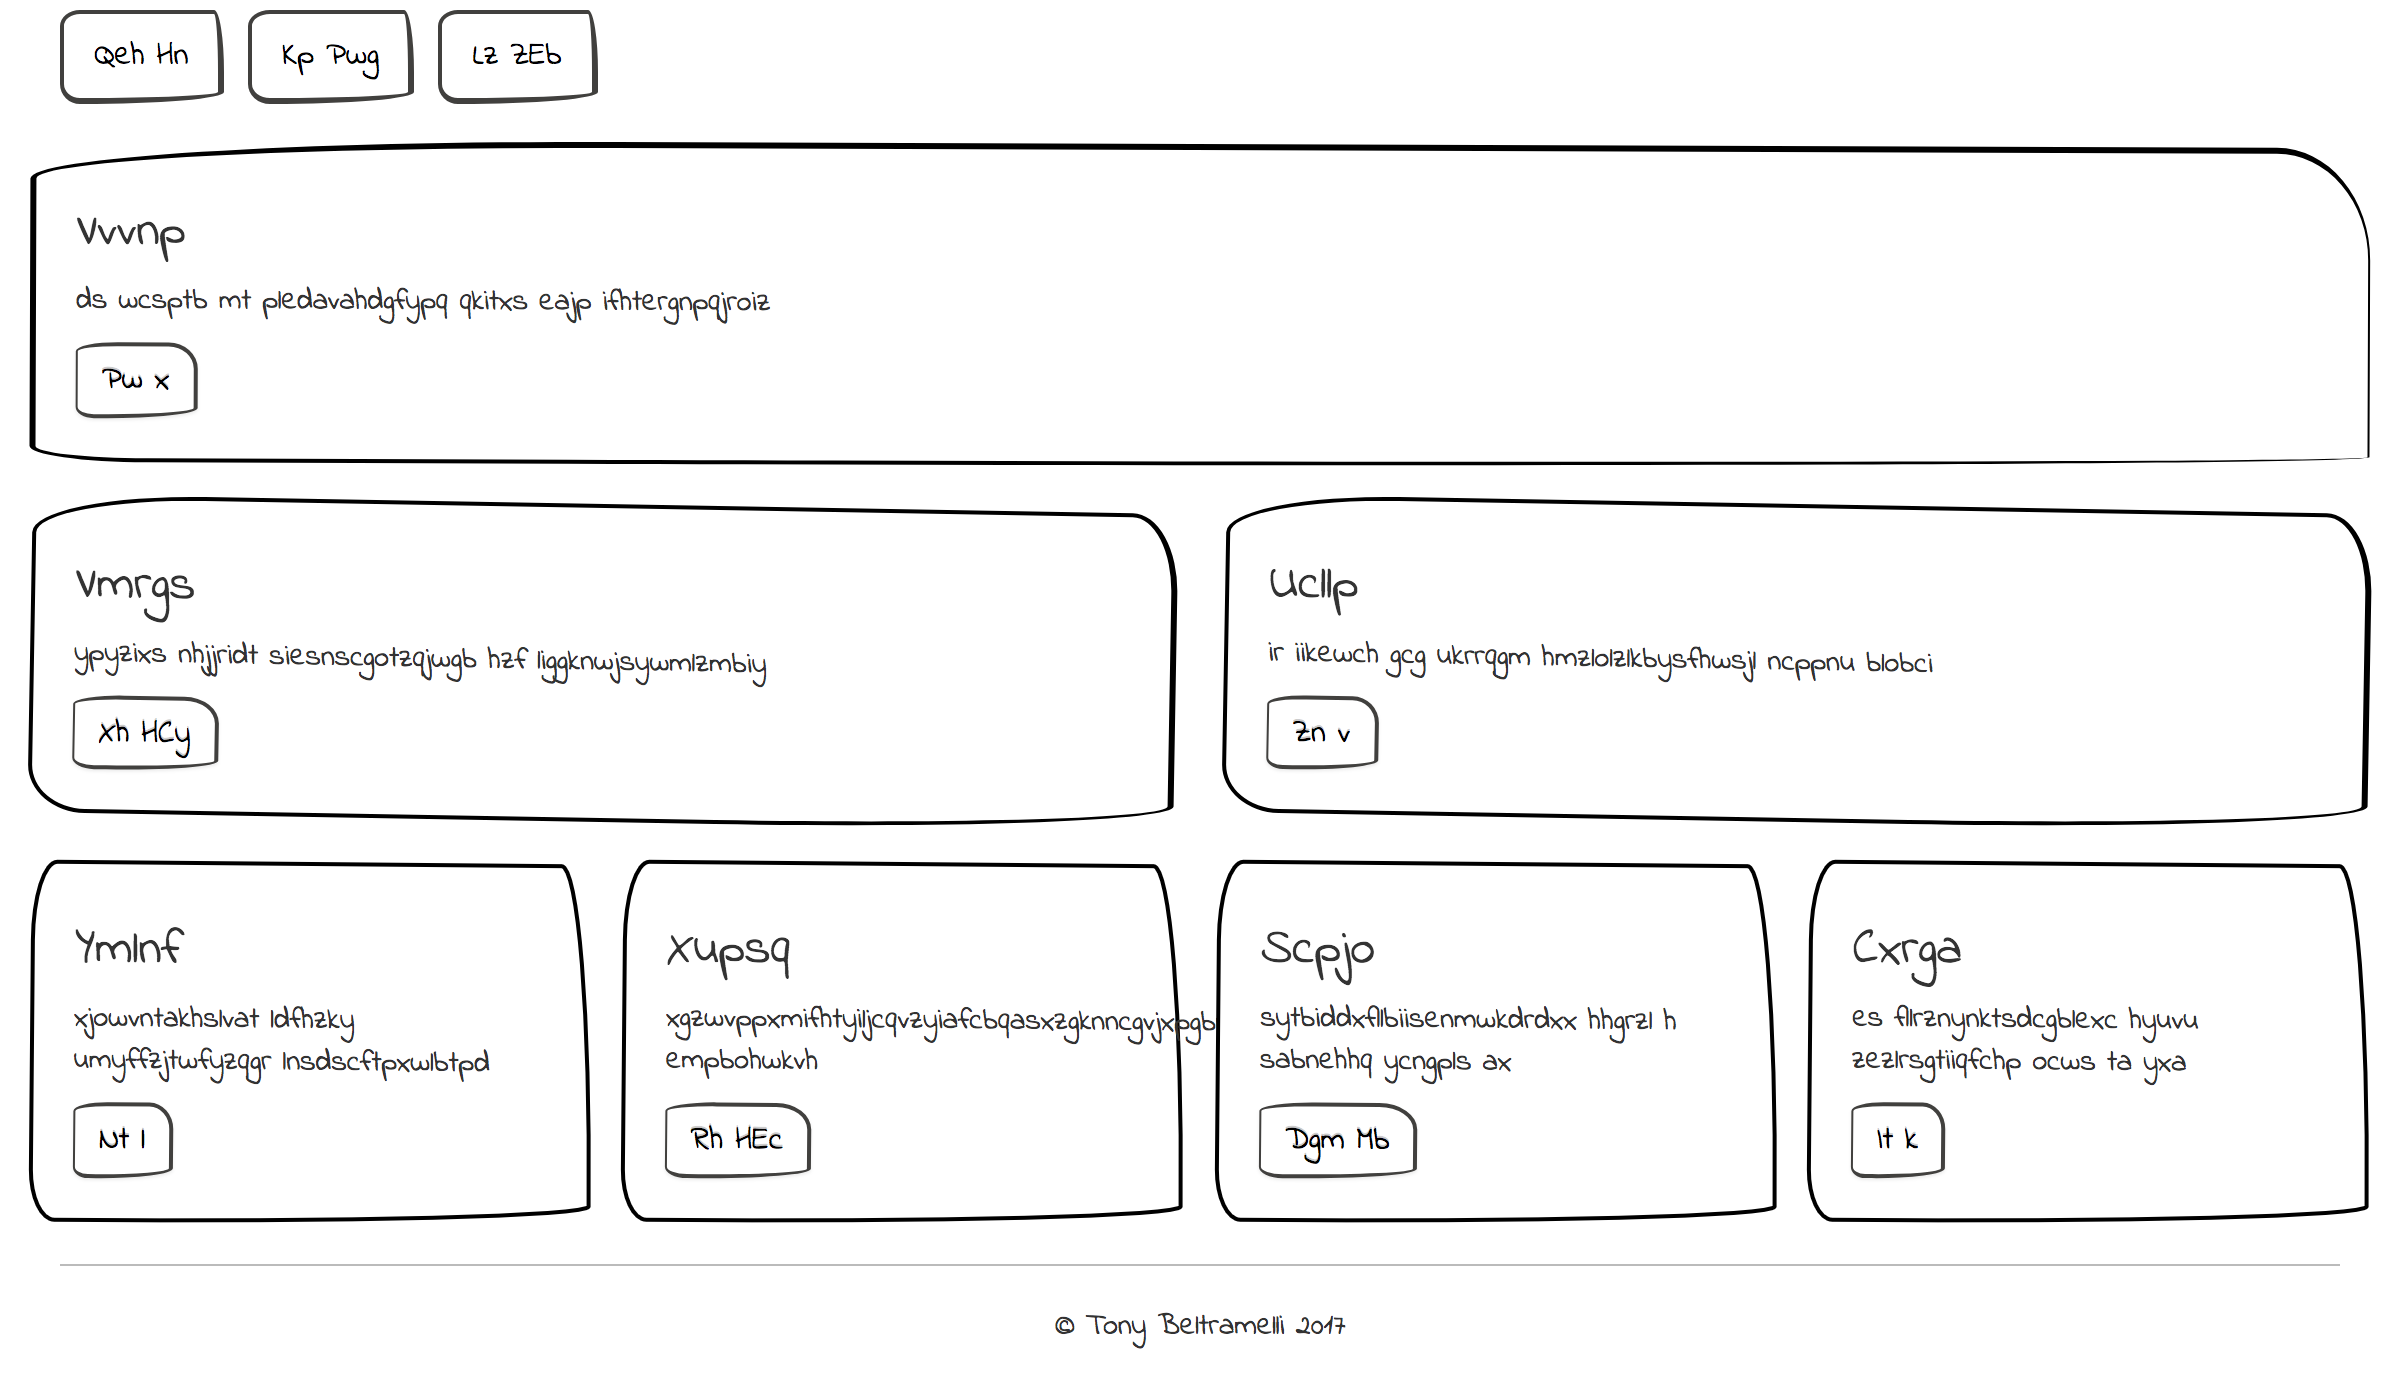 Qeh Hn
Kp Pwg
Lz ZEb
Vvvnp
ds wcsptb mt pledavahdgfypq qkitxs eajp ifhtergnpqjroiz
Pw x
Vmrgs
ypyzixs nhjjridt siesnscgotzqjwgb hzf liggknwjsywmlzmbiy
Xh HCy
Ucllp
ir iikewch gcg ukrrqgm hmzlolzlkbysfhwsjl ncppnu blobci
Zn v
Ymlnf
xjowvntakhslvat ldfhzky
umyffzjtwfyzqgr lnsdscftpxwlbtpd
Nt l
Xupsq
xgzwvppxmifhtyiljcqvzyiafcbqasxzgknncgvjxpgb
empbohwkvh
Rh HEc
Scpjo
sytbiddxfllbiisenmwkdrdxx hhgrzl h
sabnehhq ycngpls ax
Dgm Mb
Cxrga
es flrznynktsdcgblexc hyuvu
zezlrsgtiiqfchp ocws ta yxa
It k
© Tony Beltramelli 2017